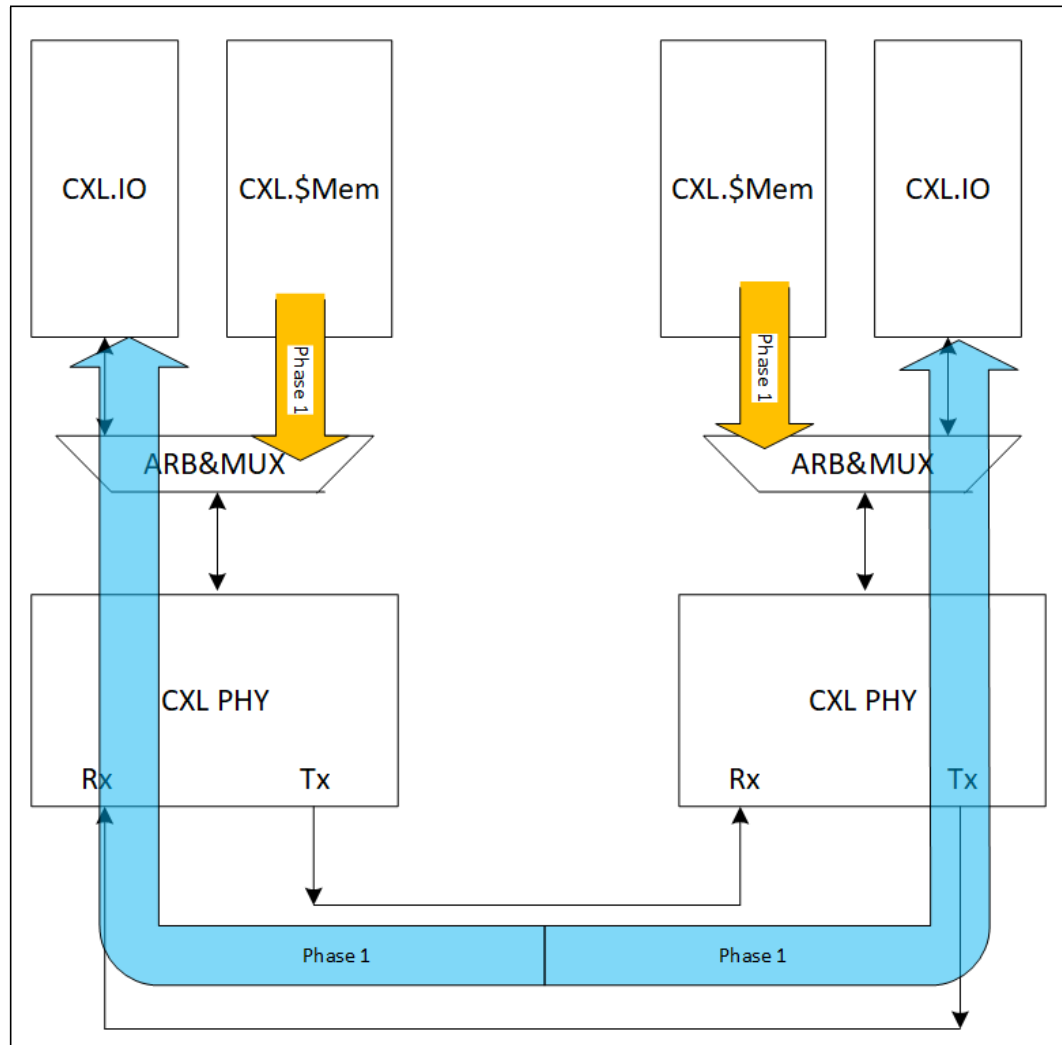 CXL.IO
CXL.$Mem
CXL.$Mem
CXL.IO
Phase 1
Phase 1
ARB&MUX
ARB&MUX
CXL PHY
CXL PHY
Rx
Tx
Rx
Tx
Phase 1
Phase 1